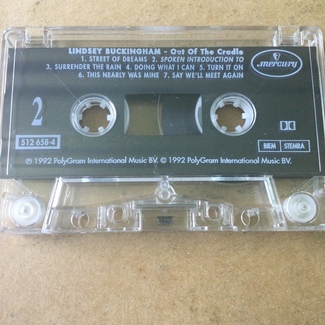 LINDSEY BUCKINGHAM - Out Of The Cradle
1. STREET OF DREAMS 2. SPOKEN INTRODUCTION TO
3. SURRENDER THE RAIN 4. DOING WHAT I CAN 5. TURN IT ON
6. THIS NEARLY WAS MINE 7. SAY WE'LL MEET AGAIN
mercury
2
512 658-4
BIEM STEMRA
℗ 1992 PolyGram International Music BV. © 1992 PolyGram International Music BV.